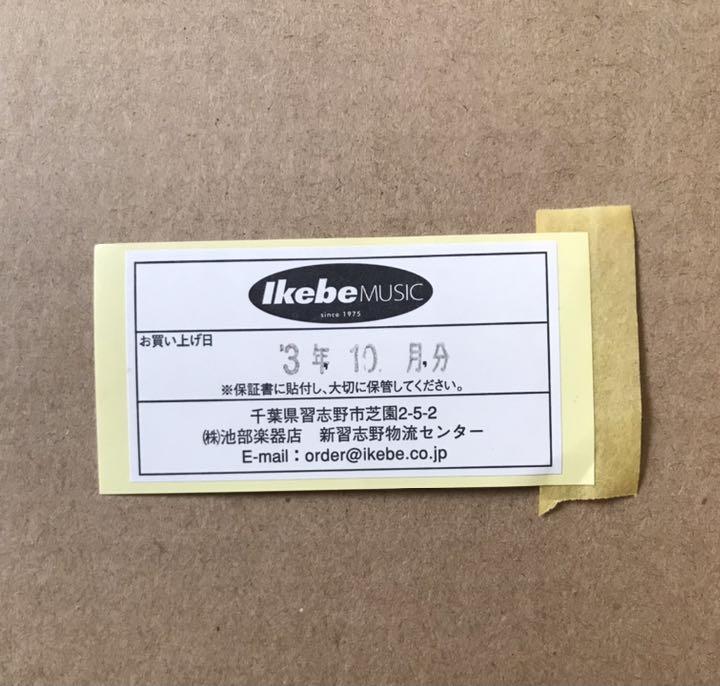 Ikebe MUSIC
since 1975
お買い上げ日
'3年 10. 月分
※保証書に貼付し、大切に保管してください。
千葉県習志野市芝園2-5-2
㈱池部楽器店　新習志野物流センター
E-mail：order@ikebe.co.jp